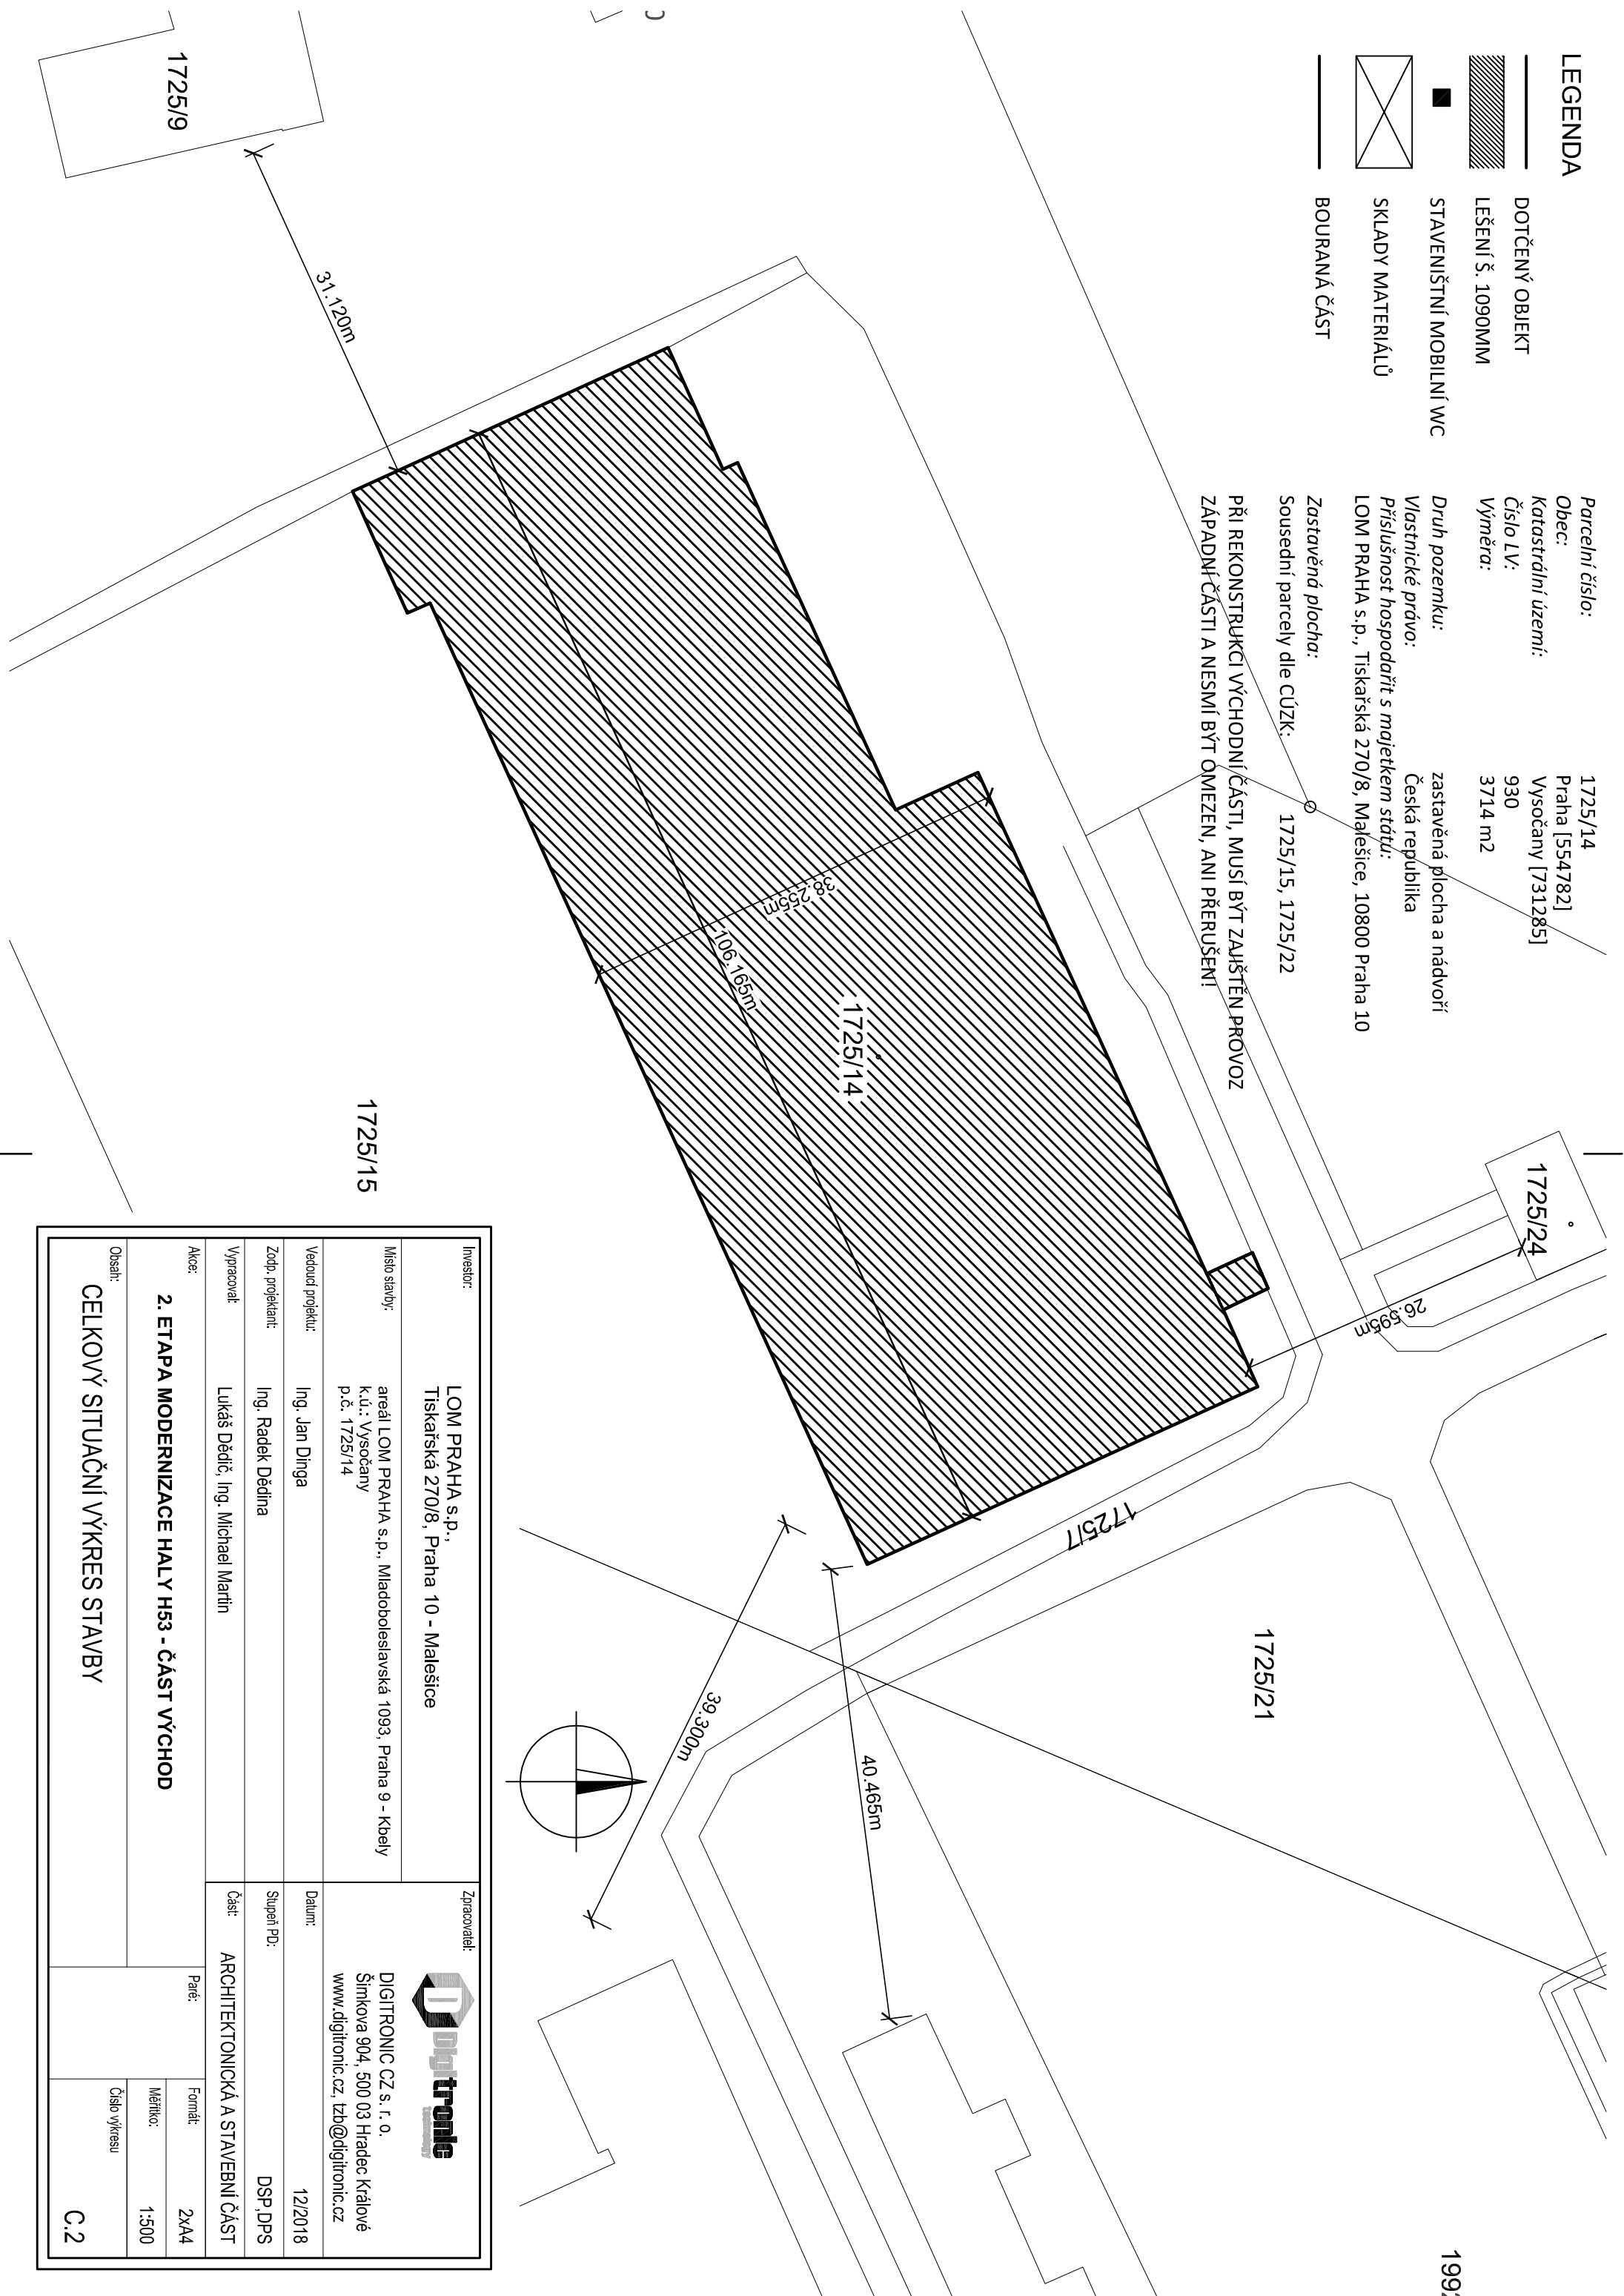 LEGENDA
DOTČENÝ OBJEKT
LEŠENÍ Š. 1090MM
STAVENIŠTNÍ MOBILNÍ WC
SKLADY MATERIÁLŮ
BOURANÁ ČÁST
Parcelní číslo: 1725/14
Obec: Praha [554782]
Katastrální území: Vysočany [731285]
Číslo LV: 930
Výměra: 3714 m2
Druh pozemku: zastavěná plocha a nádvoří
Vlastnické právo: Česká republika
Příslušnost hospodařit s majetkem státu:
LOM PRAHA s.p., Tiskařská 270/8, Malešice, 10800 Praha 10
Zastavěná plocha:
Sousední parcely dle CÚZK: 1725/15, 1725/22
PŘI REKONSTRUKCI VÝCHODNÍ ČÁSTI, MUSÍ BÝT ZAJIŠTĚN PROVOZ
ZÁPADNÍ ČÁSTI A NESMÍ BÝT OMEZEN, ANI PŘERUŠEN!
1725/9
31.120m
38.255m
106.165m
1725/14
1725/24
26.595m
1725/15
1725/7
1725/21
39.300m
40.465m
199
Investor:
LOM PRAHA s.p.,
Tiskařská 270/8, Praha 10 - Malešice
Místo stavby:
areál LOM PRAHA s.p., Mladoboleslavská 1093, Praha 9 - Kbely
k.ú.: Vysočany
p.č. 1725/14
Vedoucí projektu: Ing. Jan Dinga
Zodp. projektant: Ing. Radek Dědina
Vypracoval: Lukáš Dědič, Ing. Michael Martin
Akce:
2. ETAPA MODERNIZACE HALY H53 - ČÁST VÝCHOD
Obsah:
CELKOVÝ SITUAČNÍ VÝKRES STAVBY
Zpracovatel:
D Digitronic
technology
DIGITRONIC CZ s. r. o.
Šimkova 904, 500 03 Hradec Králové
www.digitronic.cz, tzb@digitronic.cz
Datum: 12/2018
Stupeň PD: DSP,DPS
Část: ARCHITEKTONICKÁ A STAVEBNÍ ČÁST
Paré:
Formát: 2xA4
Měřítko: 1:500
Číslo výkresu
C.2